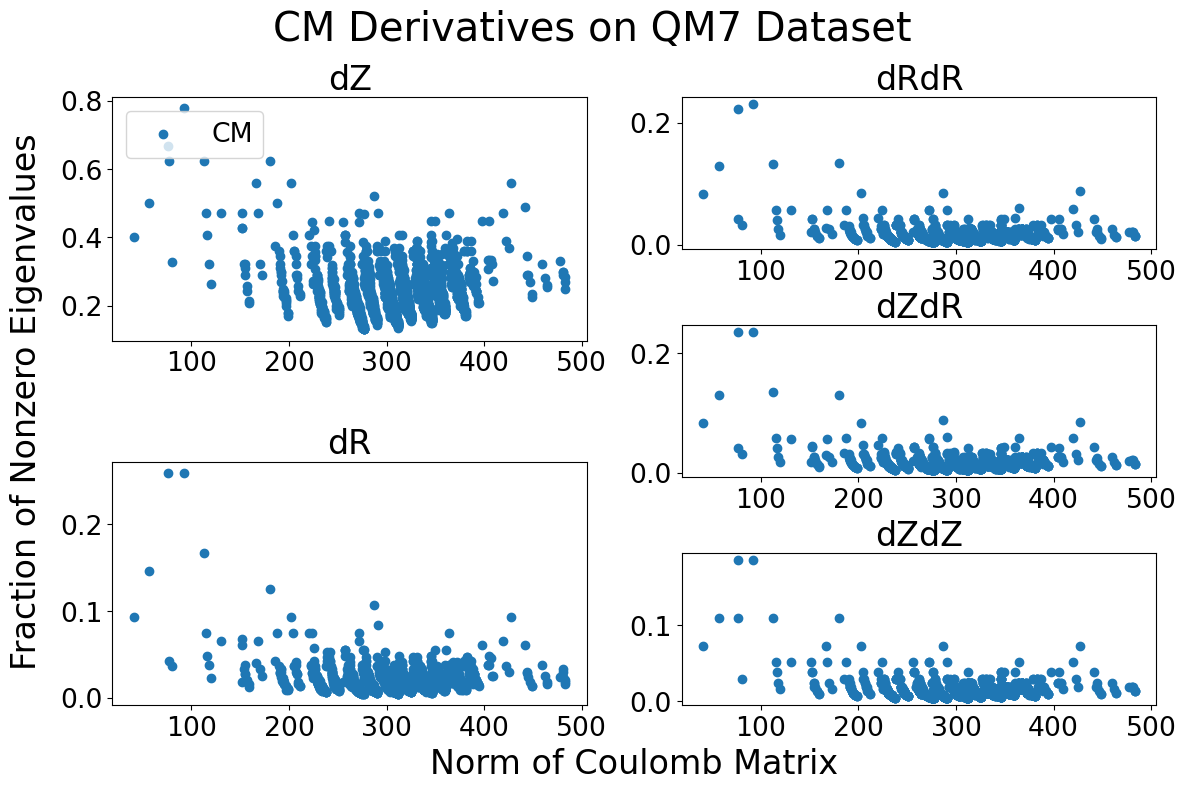 CM Derivatives on QM7 Dataset
Fraction of Nonzero Eigenvalues
dZ
CM
0.8
0.6
0.4
0.2
100 200 300 400 500
dR
0.2
0.1
0.0
100 200 300 400 500
dRdR
0.2
0.0
100 200 300 400 500
dZdR
0.2
0.0
100 200 300 400 500
dZdZ
0.1
0.0
100 200 300 400 500
Norm of Coulomb Matrix